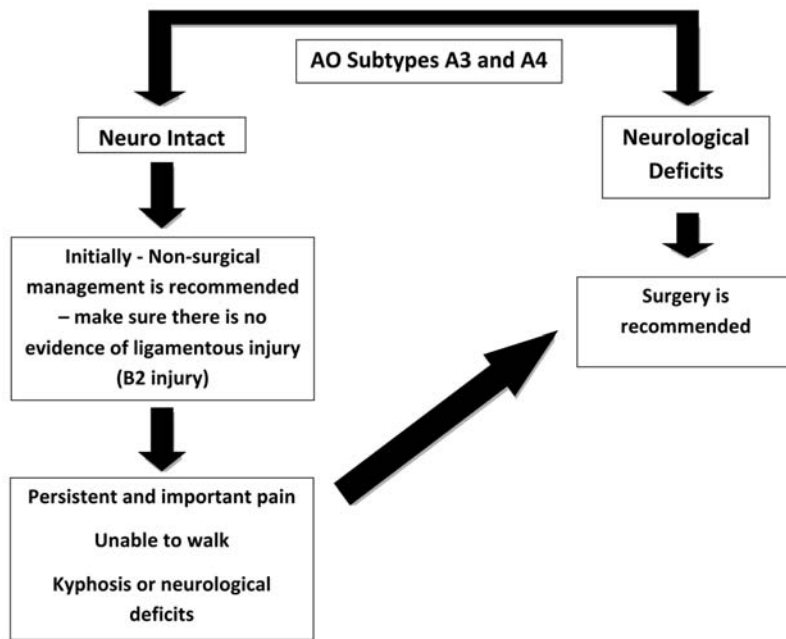 AO Subtypes A3 and A4
Neuro Intact
Neurological
Deficits
Initially - Non-surgical
management is recommended
– make sure there is no
evidence of ligamentous injury
(B2 injury)
Surgery is
recommended
Persistent and important pain
Unable to walk
Kyphosis or neurological
deficits